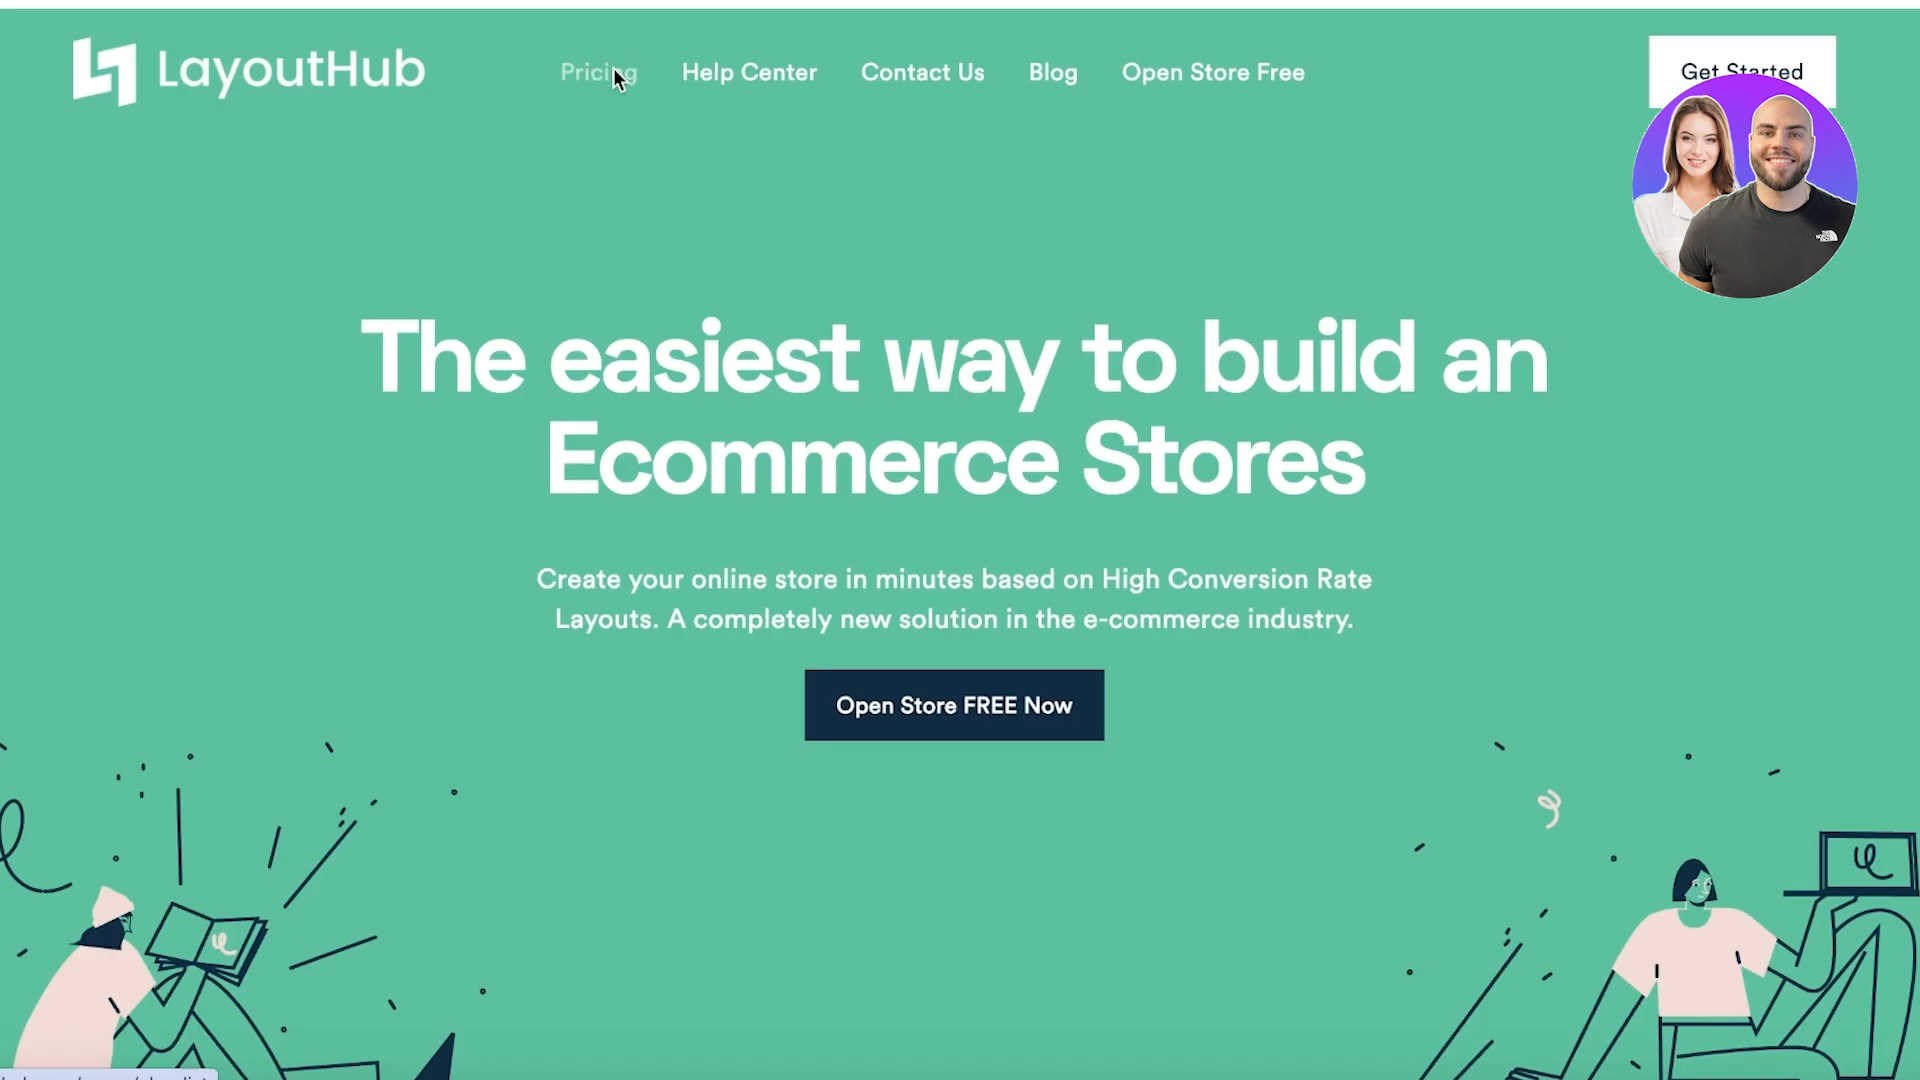 LayoutHub
Pricing
Help Center
Contact Us
Blog
Open Store Free
Get Started
The easiest way to build an
Ecommerce Stores
Create your online store in minutes based on High Conversion Rate
Layouts. A completely new solution in the e-commerce industry.
Open Store FREE Now